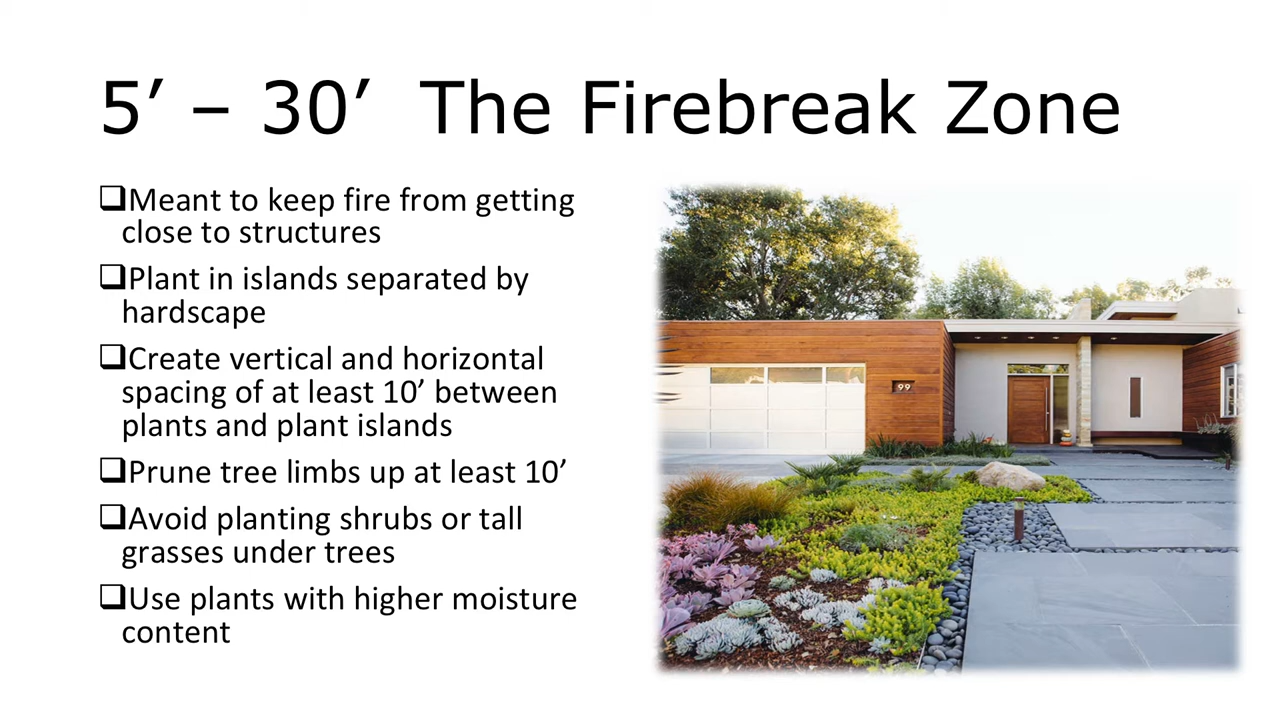 5’ – 30’ The Firebreak Zone
❑Meant to keep fire from getting
close to structures
❑Plant in islands separated by
hardscape
❑Create vertical and horizontal
spacing of at least 10’ between
plants and plant islands
❑Prune tree limbs up at least 10’
❑Avoid planting shrubs or tall
grasses under trees
❑Use plants with higher moisture
content
99